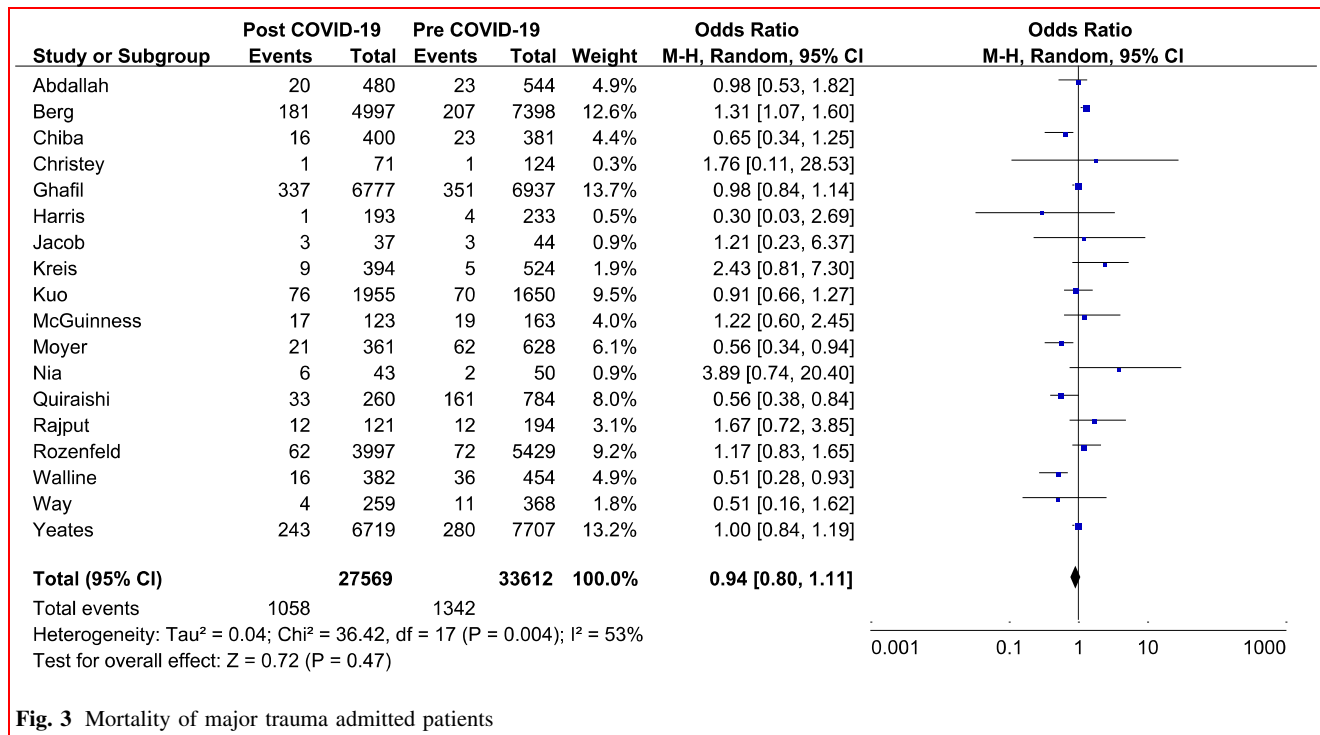 Post COVID-19 Pre COVID-19 Odds Ratio Odds Ratio
Study or Subgroup Events Total Events Total Weight M-H, Random, 95% CI M-H, Random, 95% CI
Abdallah 20 480 23 544 4.9% 0.98 [0.53, 1.82]
Berg 181 4997 207 7398 12.6% 1.31 [1.07, 1.60]
Chiba 16 400 23 381 4.4% 0.65 [0.34, 1.25]
Christey 1 71 1 124 0.3% 1.76 [0.11, 28.53]
Ghafil 337 6777 351 6937 13.7% 0.98 [0.84, 1.14]
Harris 1 193 4 233 0.5% 0.30 [0.03, 2.69]
Jacob 3 37 3 44 0.9% 1.21 [0.23, 6.37]
Kreis 9 394 5 524 1.9% 2.43 [0.81, 7.30]
Kuo 76 1955 70 1650 9.5% 0.91 [0.66, 1.27]
McGuinness 17 123 19 163 4.0% 1.22 [0.60, 2.45]
Moyer 21 361 62 628 6.1% 0.56 [0.34, 0.94]
Nia 6 43 2 50 0.9% 3.89 [0.74, 20.40]
Quiraishi 33 260 161 784 8.0% 0.56 [0.38, 0.84]
Rajput 12 121 12 194 3.1% 1.67 [0.72, 3.85]
Rozenfeld 62 3997 72 5429 9.2% 1.17 [0.83, 1.65]
Walline 16 382 36 454 4.9% 0.51 [0.28, 0.93]
Way 4 259 11 368 1.8% 0.51 [0.16, 1.62]
Yeates 243 6719 280 7707 13.2% 1.00 [0.84, 1.19]
Total (95% CI) 27569 33612 100.0% 0.94 [0.80, 1.11]
Total events 1058 1342
Heterogeneity: Tau² = 0.04; Chi² = 36.42, df = 17 (P = 0.004); I² = 53%
Test for overall effect: Z = 0.72 (P = 0.47)
0.001 0.1 1 10 1000
Fig. 3 Mortality of major trauma admitted patients